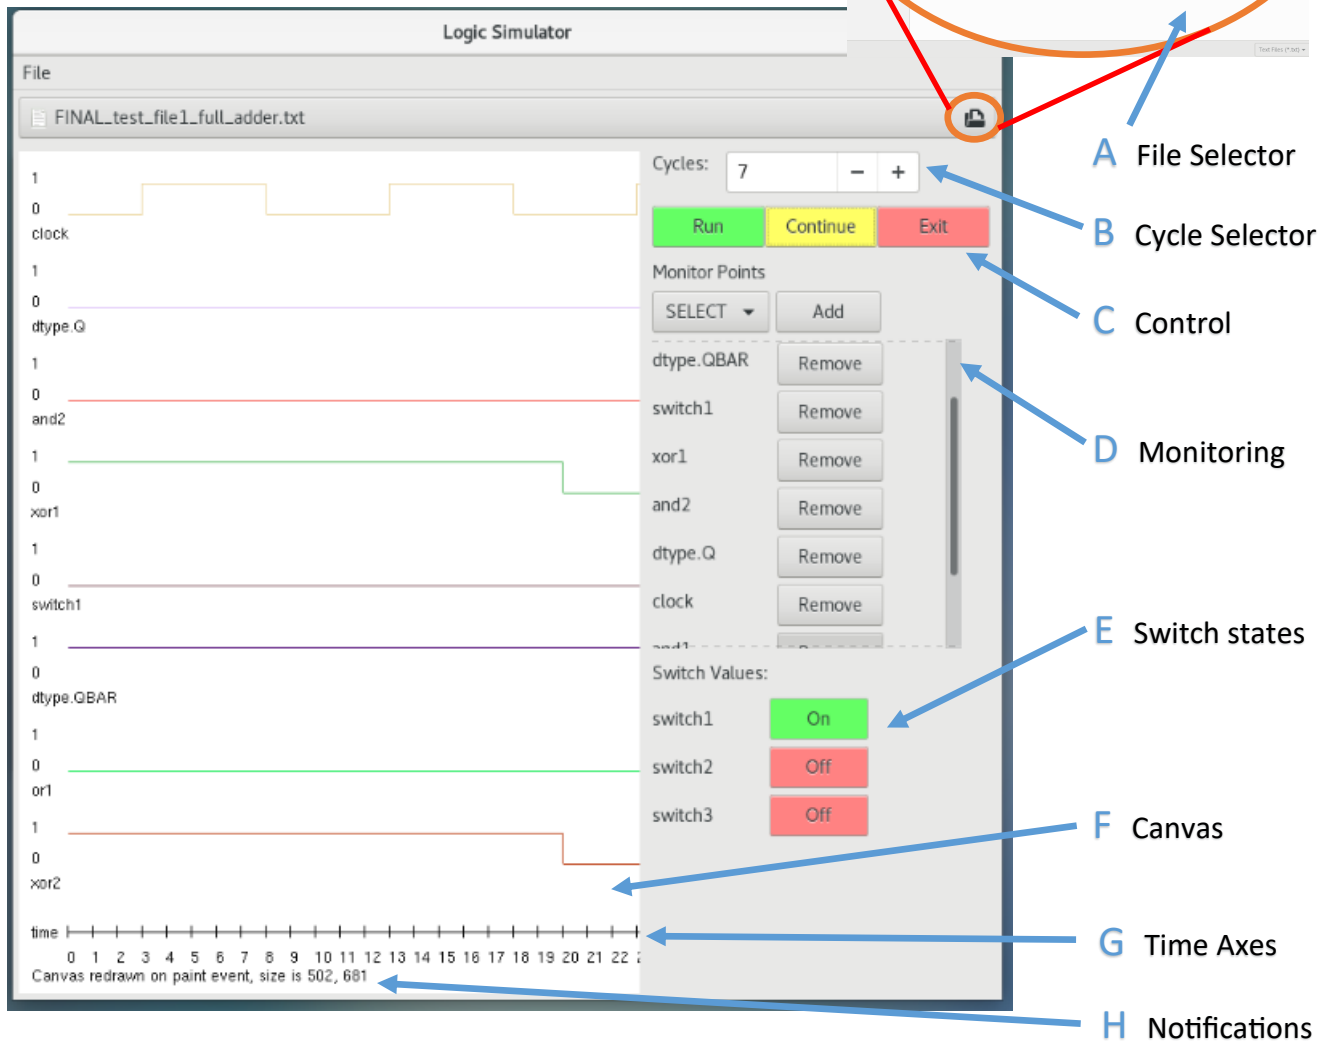 Logic Simulator
Text Files (*.txt)
File
FINAL_test_file1_full_adder.txt
A File Selector
Cycles: 7 − +
B Cycle Selector
Run Continue Exit
Monitor Points
SELECT Add
C Control
dtype.QBAR Remove
switch1 Remove
xor1 Remove
D Monitoring
and2 Remove
dtype.Q Remove
clock Remove
and1
E Switch states
Switch Values:
switch1 On
switch2 Off
switch3 Off
F Canvas
1
0
clock
1
0
dtype.Q
1
0
and2
1
0
xor1
1
0
switch1
1
0
dtype.QBAR
1
0
or1
1
0
xor2
time
0 1 2 3 4 5 6 7 8 9 10 11 12 13 14 15 16 17 18 19 20 21 22
G Time Axes
Canvas redrawn on paint event, size is 502, 681
H Notifications